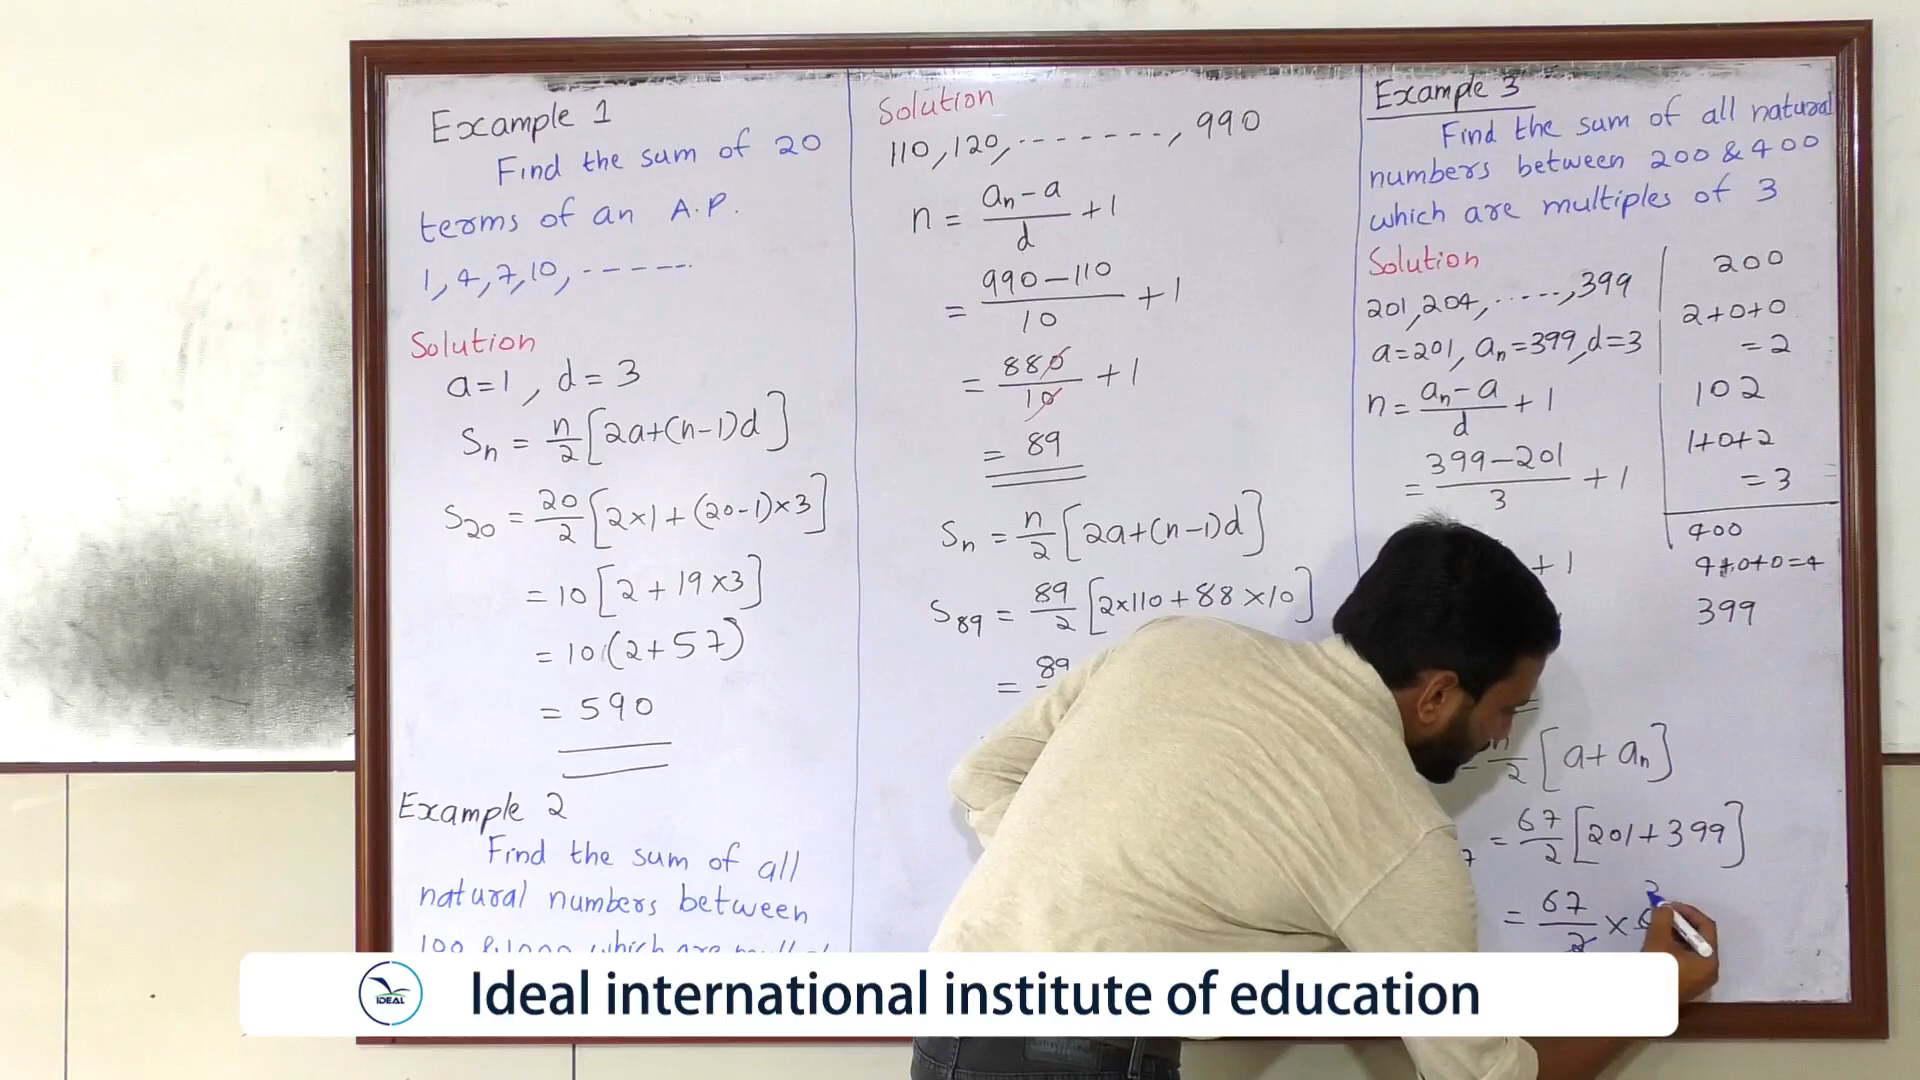 Example 1
Find the sum of 20
terms of an A.P.
1, 4, 7, 10, ------
Solution
a=1, d=3
Sn = n/2 [2a+(n-1)d]
S20 = 20/2 [2×1+(20-1)×3]
= 10[2+19×3]
= 10(2+57)
= 590
Example 2
Find the sum of all
natural numbers between
100 & 1000 which are
Solution
110, 120, -------, 990
n = an-a/d +1
= 990-110/10 +1
= 880/10 +1
= 89
Sn = n/2 [2a+(n-1)d]
S89 = 89/2 [2×110+88×10]
= 89
Example 3
Find the sum of all natural
numbers between 200 & 400
which are multiples of 3
Solution
201, 204, ------, 399
a=201, an=399, d=3
n = an-a/d +1
= 399-201/3 +1
+1
n/2 [a+an]
7 = 67/2 [201+399]
= 67/2 ×
200
2+0+0
=2
102
1+0+2
=3
400
4+0+0=4
399
IDEAL
Ideal international institute of education